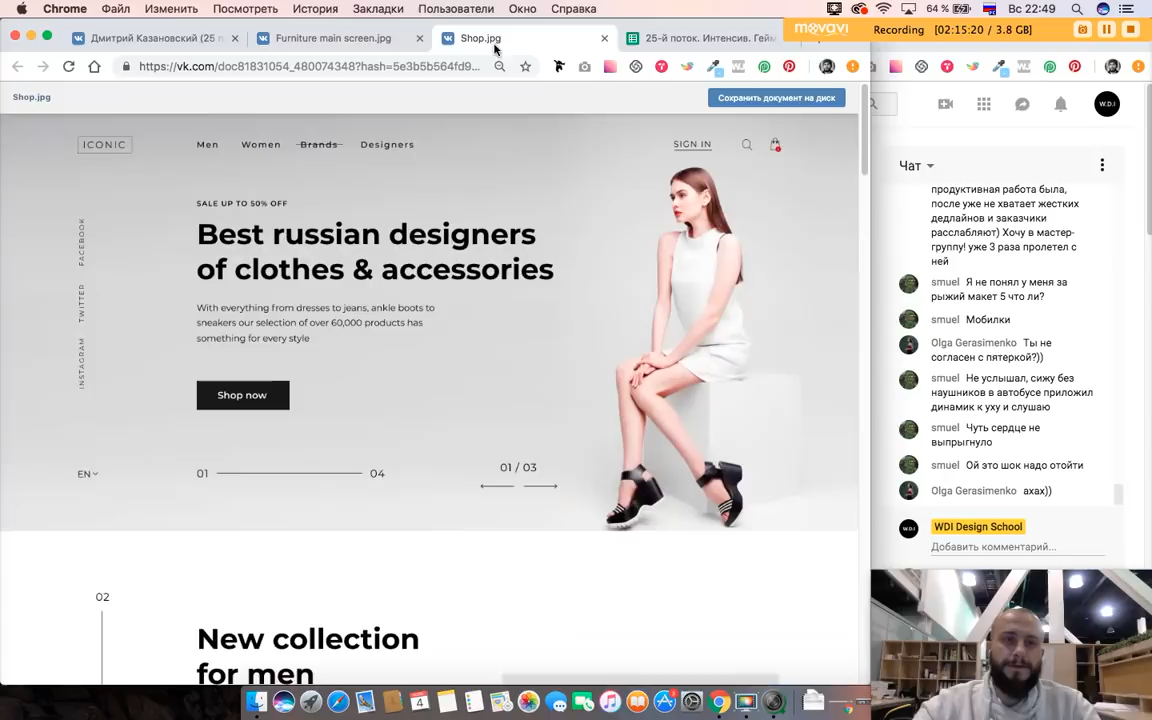 Chrome Файл Изменить Посмотреть История Закладки Пользователи Окно Справка
64 % Вс 22:49
movavi Recording (02:15:20 / 3.8 GB)
Дмитрий Казановский (25 п
Furniture main screen.jpg
Shop.jpg
25-й поток. Интенсив. Гейм
https://vk.com/doc81831054_480074348?hash=5e3b5b564fd9...
Shop.jpg
Сохранить документ на диск
ICONIC
Men Women Brands Designers
SIGN IN
FACEBOOK
TWITTER
INSTAGRAM
SALE UP TO 50% OFF
Best russian designers
of clothes & accessories
With everything from dresses to jeans, ankle boots to
sneakers our selection of over 60,000 products has
something for every style
Shop now
EN
01
04
01 / 03
02
New collection
for men
W.D.I
Чат
продуктивная работа была,
после уже не хватает жестких
дедлайнов и заказчики
расслабляют) Хочу в мастер-
группу! уже 3 раза пролетел с
ней
smuel Я не понял у меня за
рыжий макет 5 что ли?
smuel Мобилки
Olga Gerasimenko Ты не
согласен с пятеркой?))
smuel Не услышал, сижу без
наушников в автобусе приложил
динамик к уху и слушаю
smuel Чуть сердце не
выпрыгнуло
smuel Ой это шок надо отойти
Olga Gerasimenko ахах))
W.D.I
WDI Design School
Добавить комментарий...
4